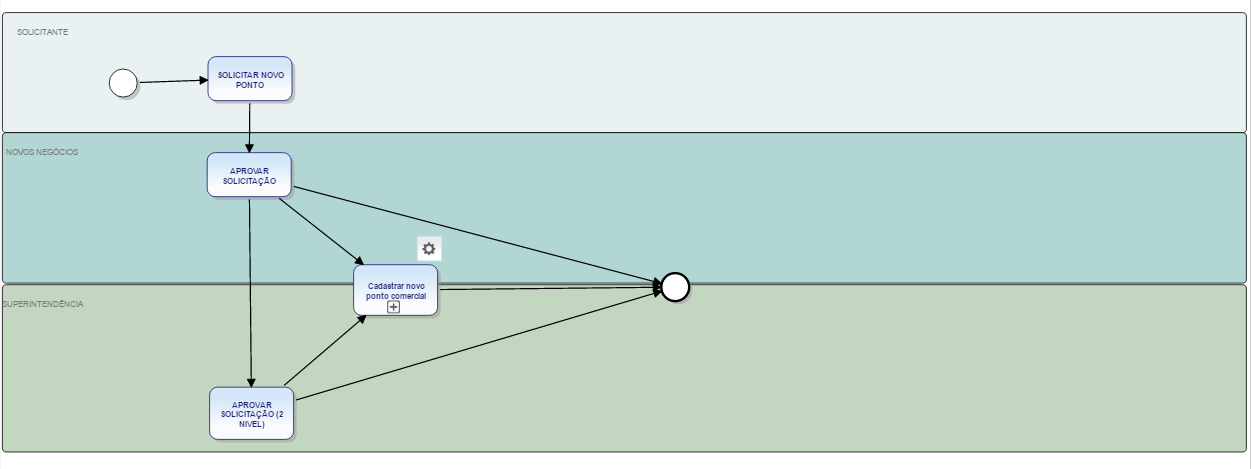 SOLICITANTE
SOLICITAR NOVO
PONTO
NOVOS NEGÓCIOS
APROVAR
SOLICITAÇÃO
Cadastrar novo
ponto comercial
SUPERINTENDÊNCIA
APROVAR
SOLICITAÇÃO (2
NIVEL)